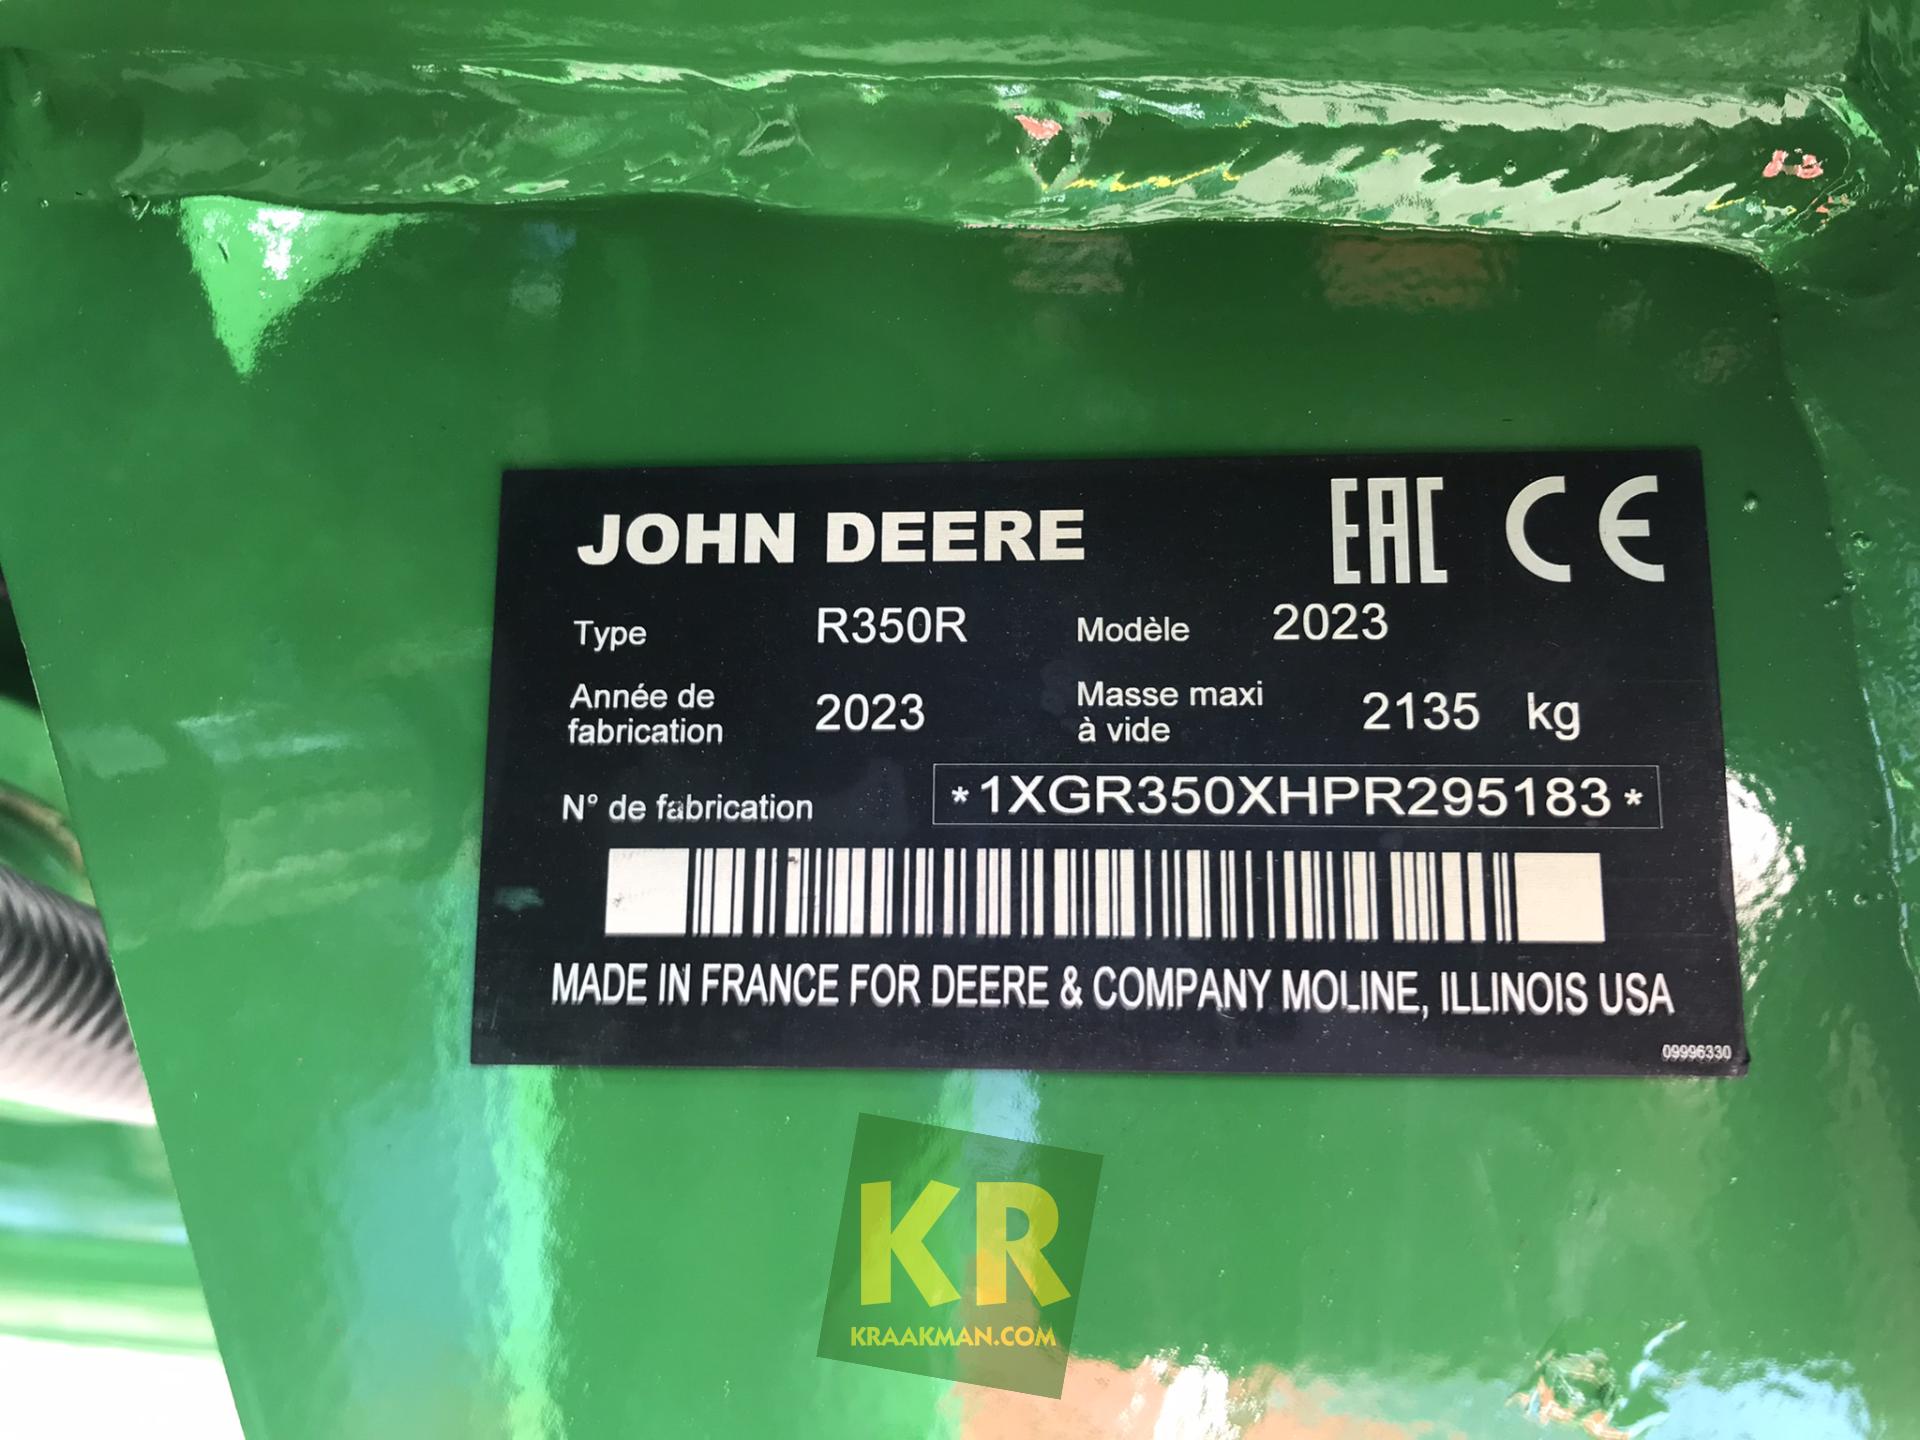 JOHN DEERE EAC CE
Type R350R Modèle 2023
Année de fabrication 2023 Masse maxi à vide 2135 kg
N° de fabrication *1XGR350XHPR295183*
MADE IN FRANCE FOR DEERE & COMPANY MOLINE, ILLINOIS USA
09996330
KR
KRAAKMAN.COM